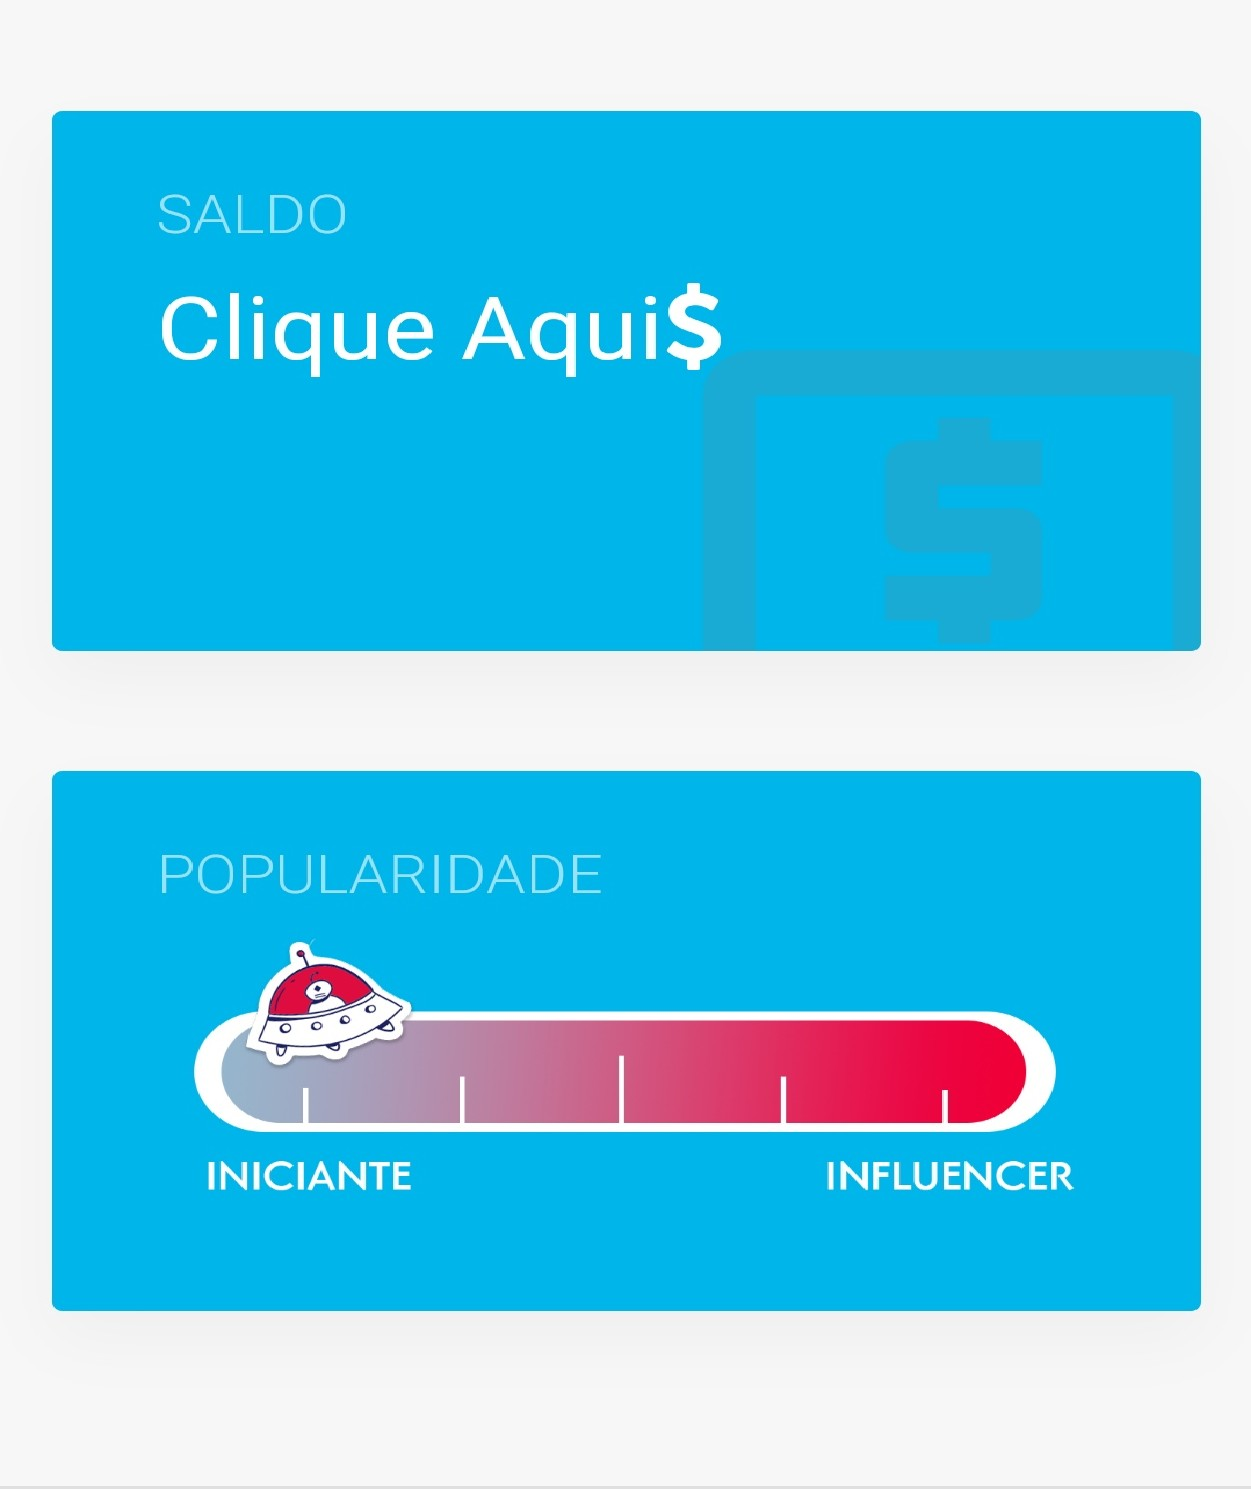 SALDO
Clique Aqui$
$
POPULARIDADE
INICIANTE
INFLUENCER